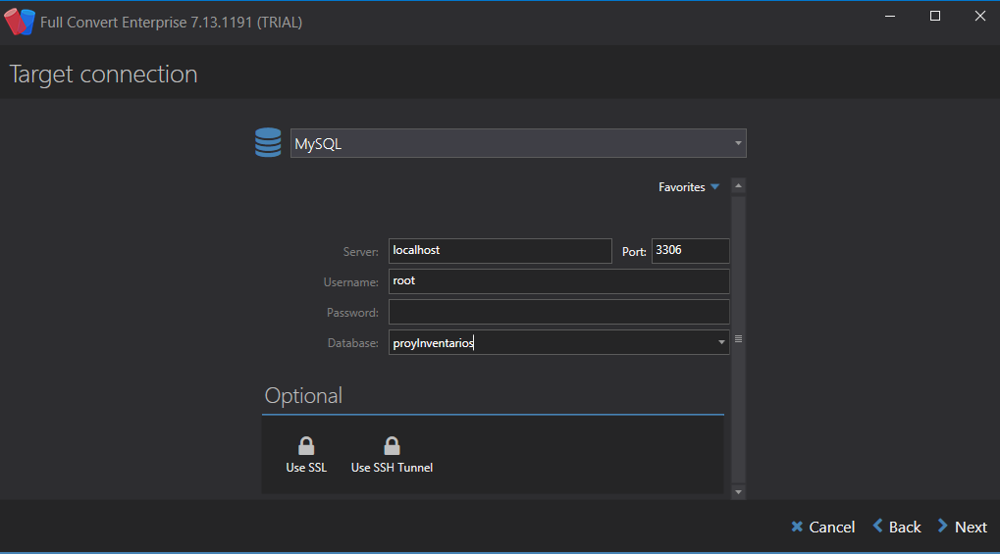 Full Convert Enterprise 7.13.1191 (TRIAL)
Target connection
MySQL
Favorites
Server: localhost Port: 3306
Username: root
Password:
Database: proyInventarios
Optional
Use SSL Use SSH Tunnel
Cancel Back Next